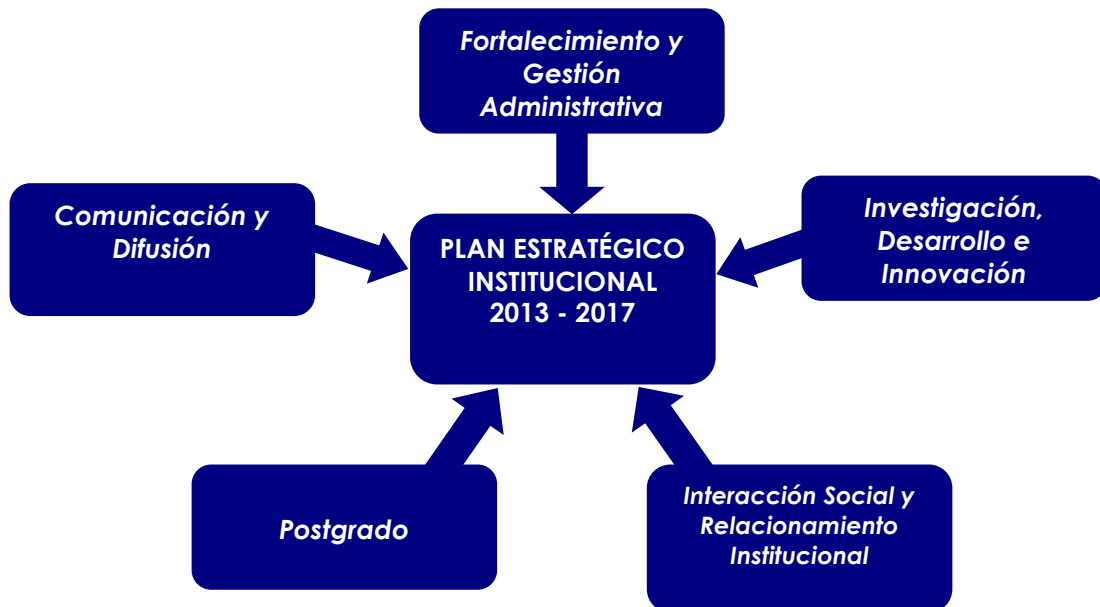 Fortalecimiento y
Gestión
Administrativa
Comunicación y
Difusión
Investigación,
Desarrollo e
Innovación
PLAN ESTRATÉGICO
INSTITUCIONAL
2013 - 2017
Postgrado
Interacción Social y
Relacionamiento
Institucional